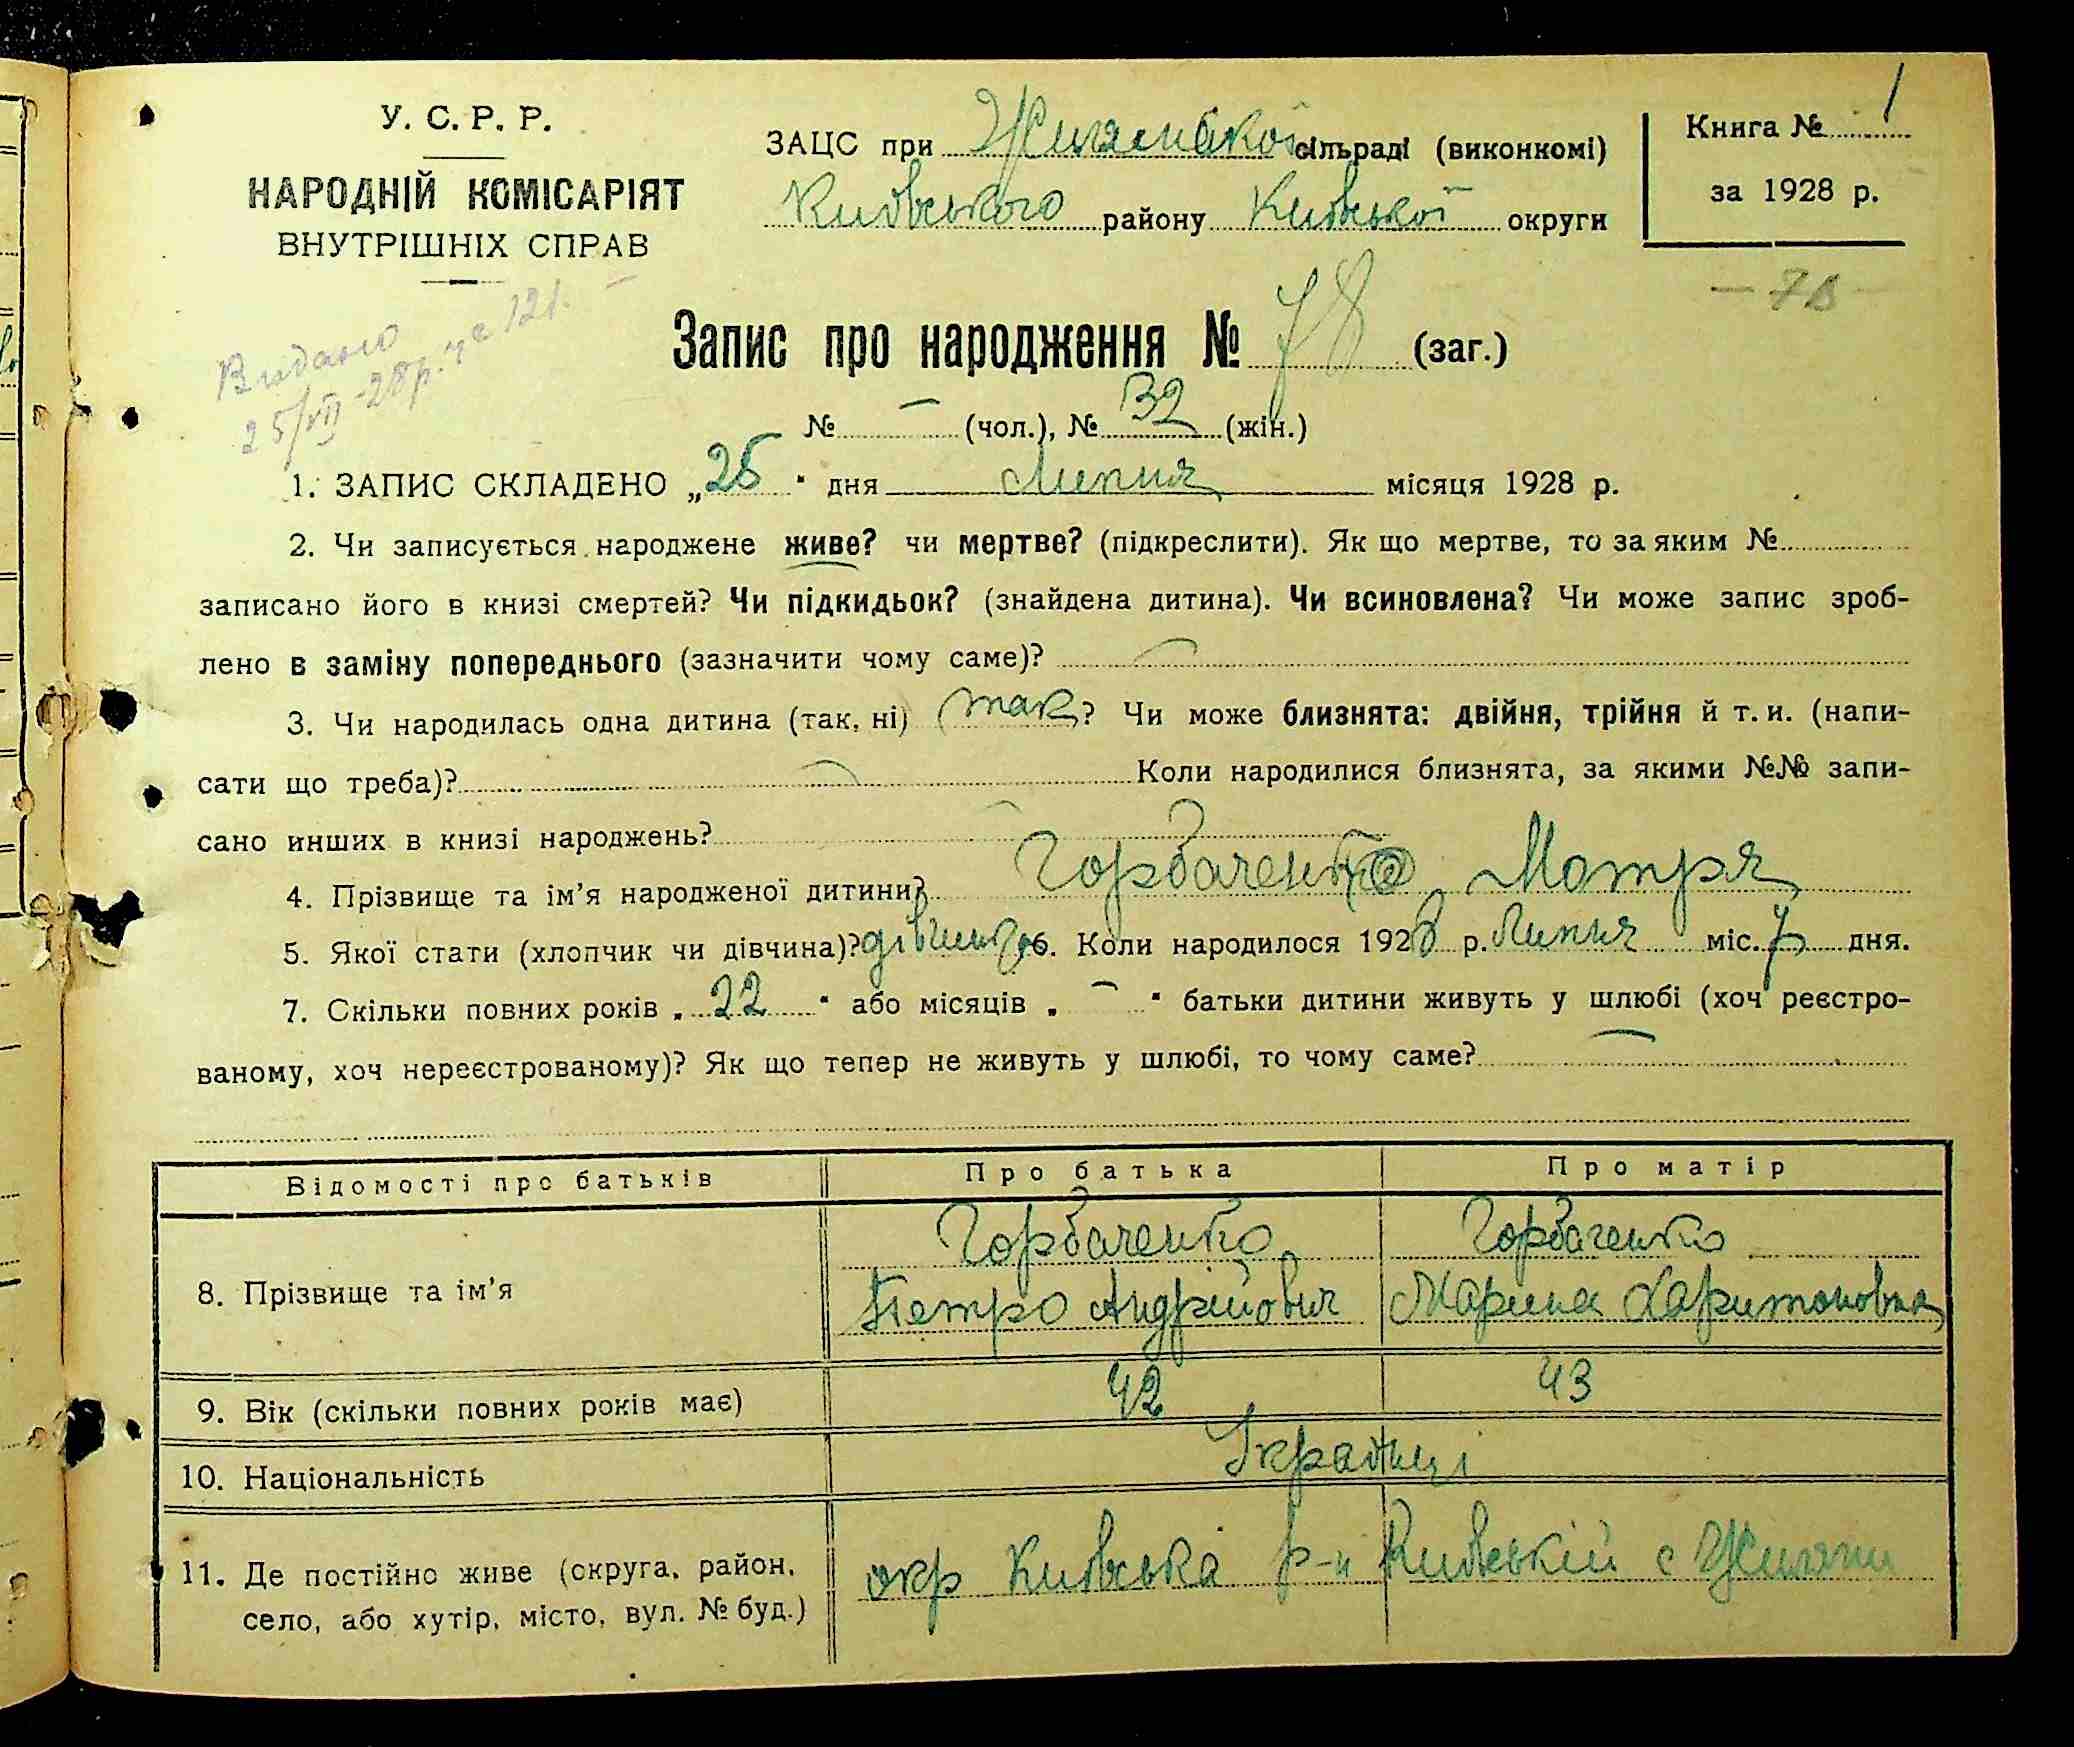 У. С. Р. Р.
НАРОДНІЙ КОМІСАРІЯТ
ВНУТРІШНІХ СПРАВ
ЗАЦС при Жилянській сільраді (виконкомі)
Київського району Київської округи
Книга № 1
за 1928 р.
— 78 —
Видано
25/VII-28р. № 121.
Запис про народження № 78 (заг.)
№ — (чол.), № 32 (жін.)
1. ЗАПИС СКЛАДЕНО „25" дня Липня місяця 1928 р.
2. Чи записується народжене живе? чи мертве? (підкреслити). Як що мертве, то за яким №
записано його в книзі смертей? Чи підкидьок? (знайдена дитина). Чи всиновлена? Чи може запис зроб-
лено в заміну попереднього (зазначити чому саме)? —
3. Чи народилась одна дитина (так, ні) так? Чи може близнята: двійня, трійня й т. и. (напи-
сати що треба)? — Коли народилися близнята, за якими №№ запи-
сано инших в книзі народжень? —
4. Прізвище та ім'я народженої дитини? Горбаченко Мотря
5. Якої стати (хлопчик чи дівчина)? дівчина 6. Коли народилося 1928 р. Липня міс. 7 дня.
7. Скільки повних років „22" або місяців „—" батьки дитини живуть у шлюбі (хоч реєстро-
ваному, хоч нереєстрованому)? Як що тепер не живуть у шлюбі, то чому саме? —
Відомості про батьків Про батька Про матір
8. Прізвище та ім'я Горбаченко Петро Андрійович Горбаченко Марина Харитоновна
9. Вік (скільки повних років має) 42 43
10. Національність Українці
11. Де постійно живе (округа, район, окр Київська р-н Київській с Жиляни
село, або хутір, місто, вул. № буд.)